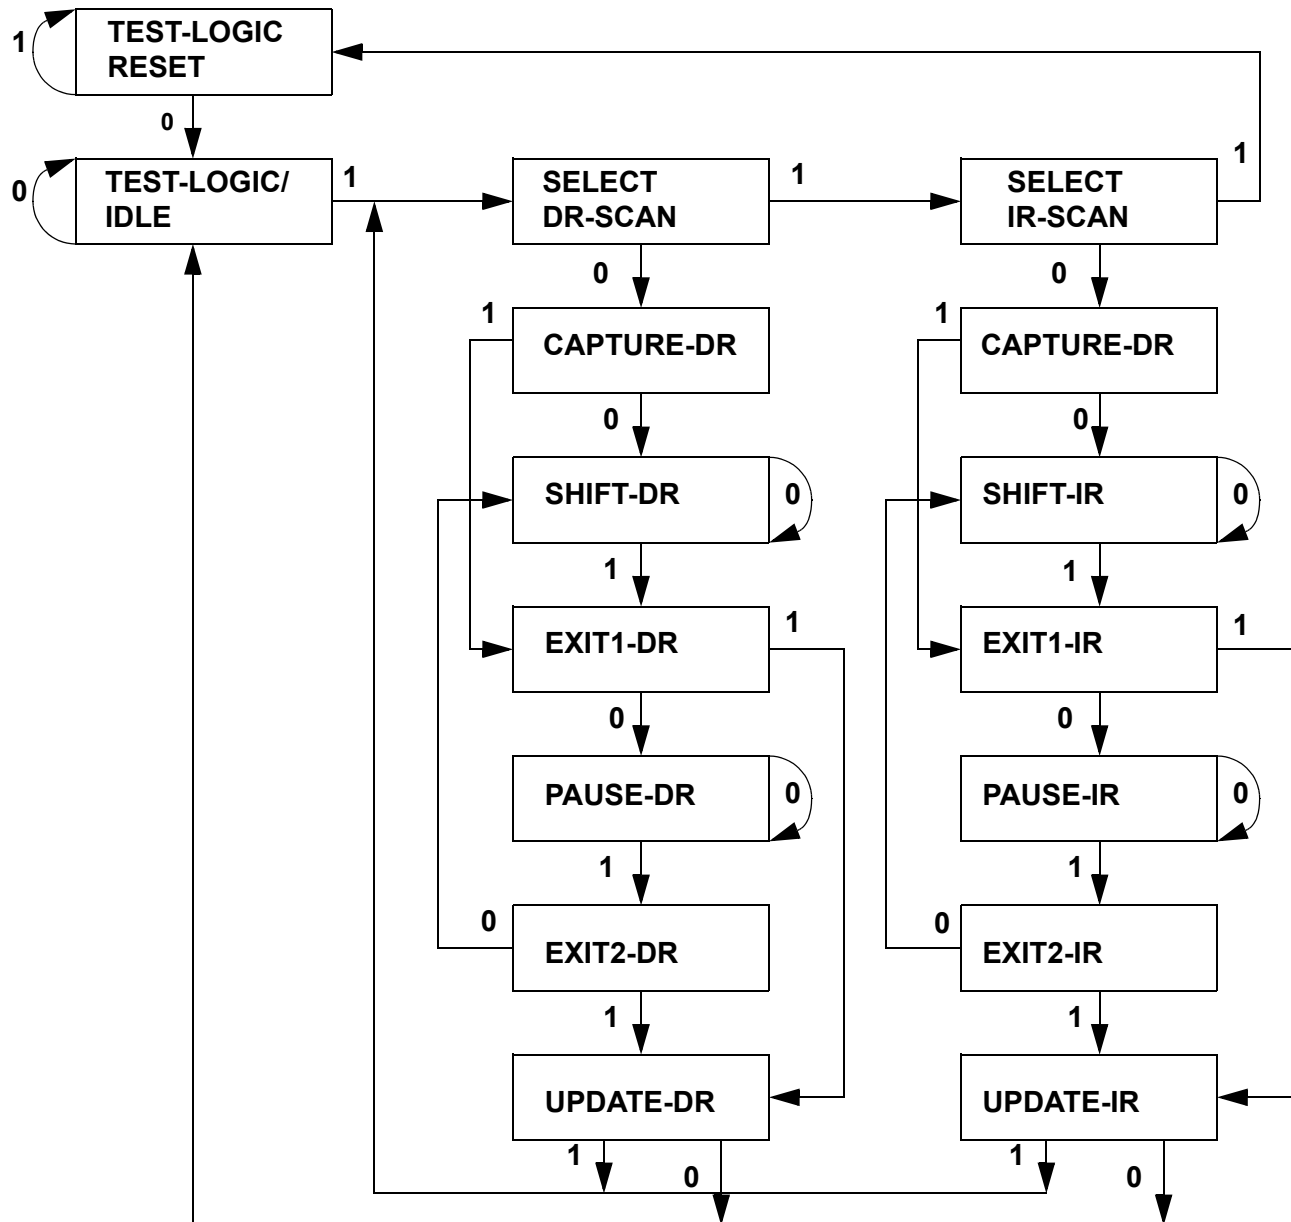 TEST-LOGIC
RESET
1
0
TEST-LOGIC/
IDLE
0
1
SELECT
DR-SCAN
1
SELECT
IR-SCAN
1
0
0
1
CAPTURE-DR
1
CAPTURE-DR
0
0
SHIFT-DR
0
SHIFT-IR
0
1
1
EXIT1-DR
1
EXIT1-IR
1
0
0
PAUSE-DR
0
PAUSE-IR
0
1
1
0
EXIT2-DR
0
EXIT2-IR
1
1
UPDATE-DR
UPDATE-IR
1
0
1
0